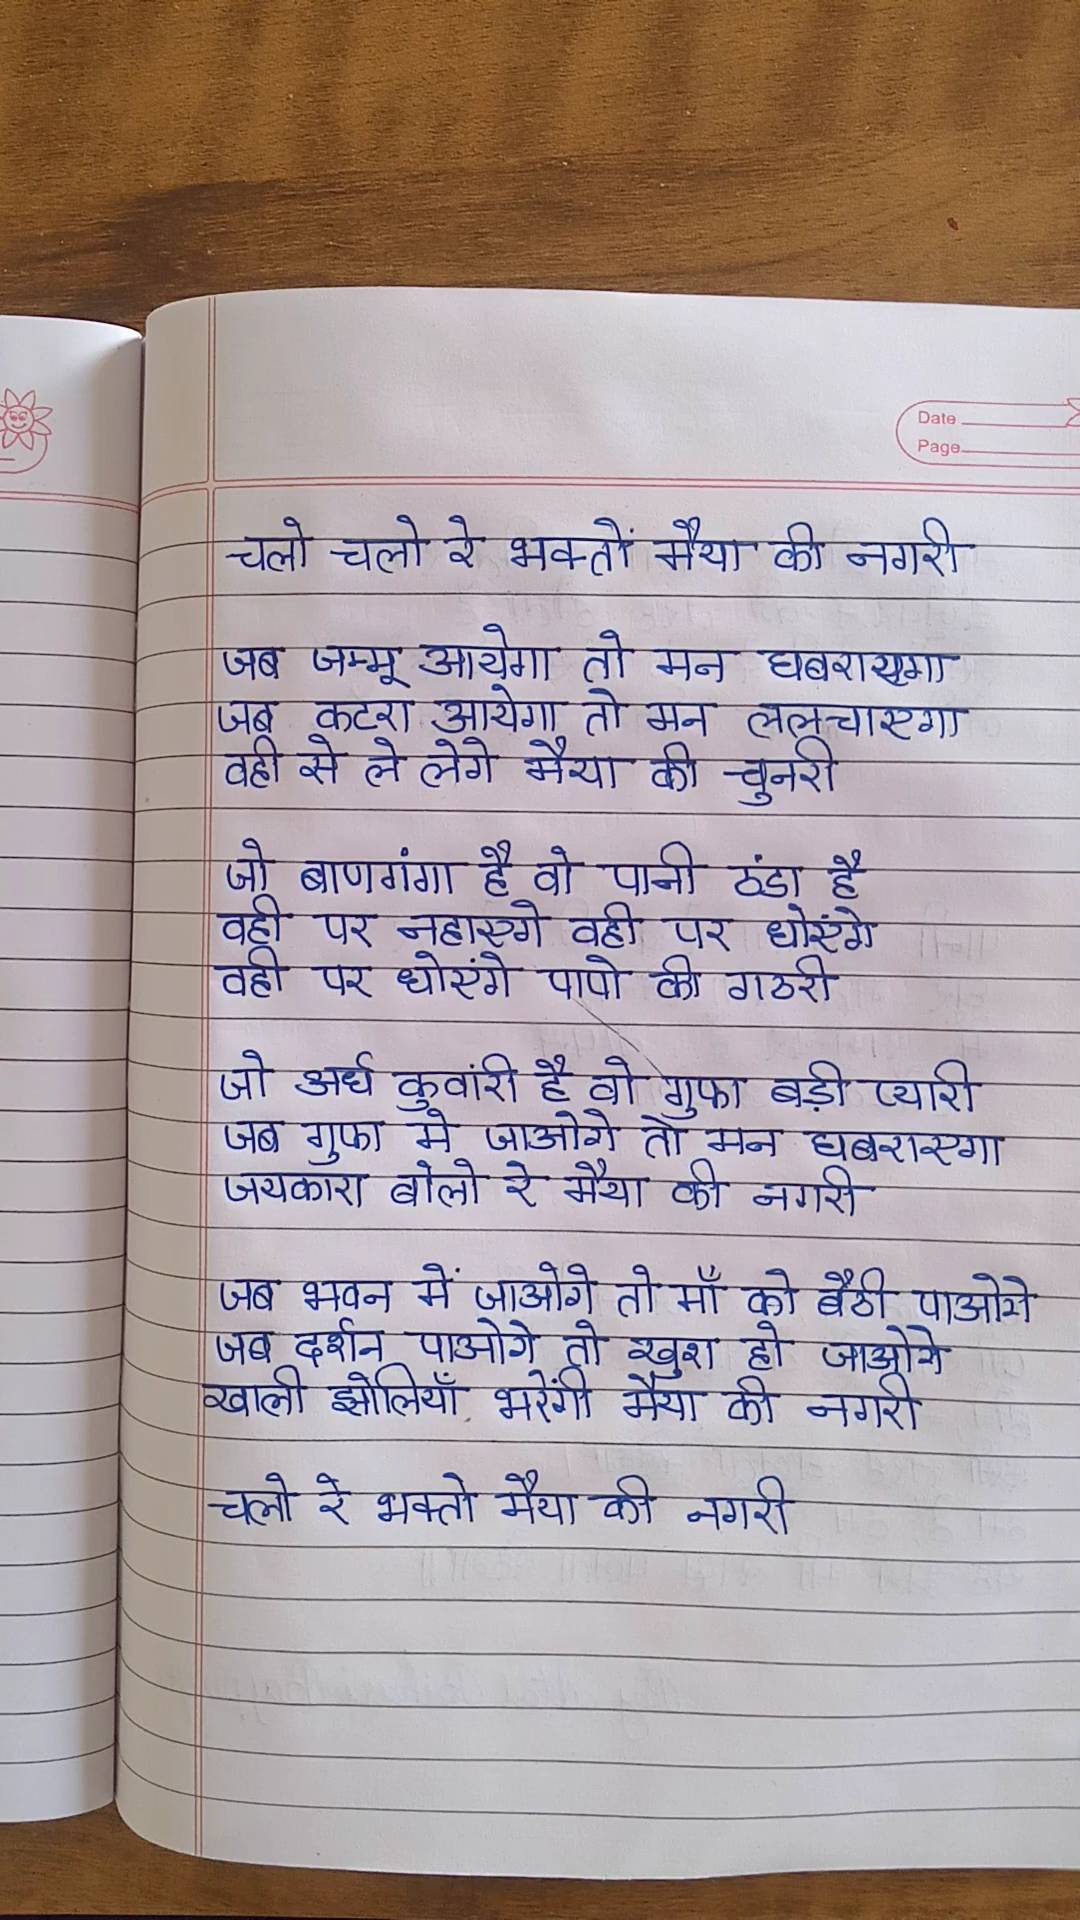 Date
Page
चलो चलो रे भक्तों मैया की नगरी
जब जम्मू आयेगा तो मन घबराएगा
जब कटरा आयेगा तो मन ललचाएगा
वही से ले लेगे मैया की चुनरी
जो बाणगंगा है वो पानी ठंडा है
वही पर नहाएगे वही पर धोएंगे
वही पर धोएंगे पापो की गठरी
जो अर्ध कुवांरी है वो गुफा बड़ी प्यारी
जब गुफा मे जाओगे तो मन घबराएगा
जयकारा बोलो रे मैया की नगरी
जब भवन में जाओगे तो माँ को बैठी पाओगे
जब दर्शन पाओगे तो खुश हो जाओगे
खाली झोलियाँ भरेंगी मैया की नगरी
चलो रे भक्तो मैया की नगरी